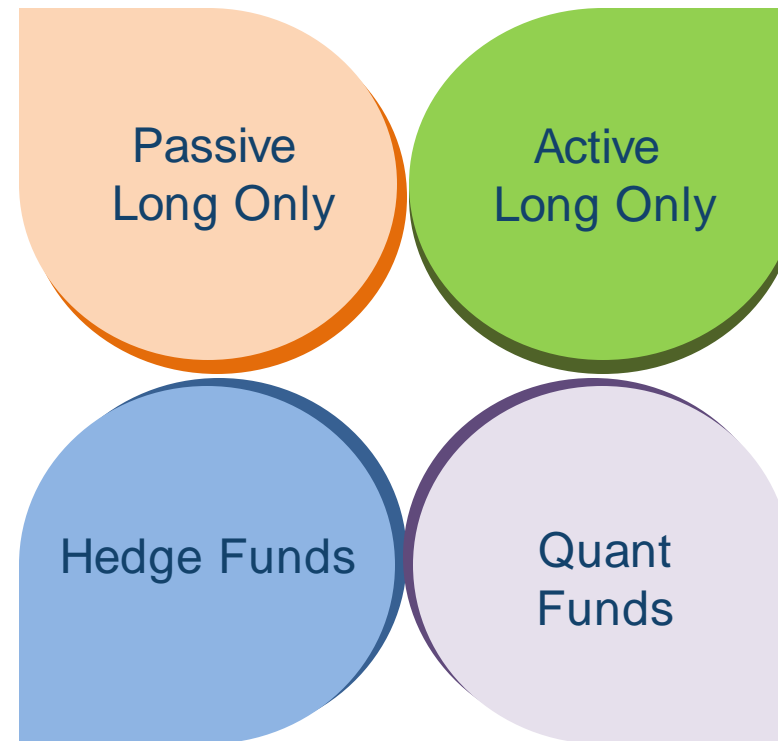 Passive
Long Only
Active
Long Only
Hedge Funds
Quant
Funds